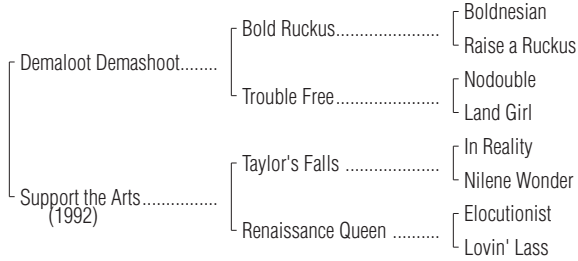 Boldnesian
Bold Ruckus
Raise a Ruckus
Demaloot Demashoot
Nodouble
Trouble Free
Land Girl
In Reality
Taylor's Falls
Nilene Wonder
Support the Arts
(1992)
Elocutionist
Renaissance Queen
Lovin' Lass